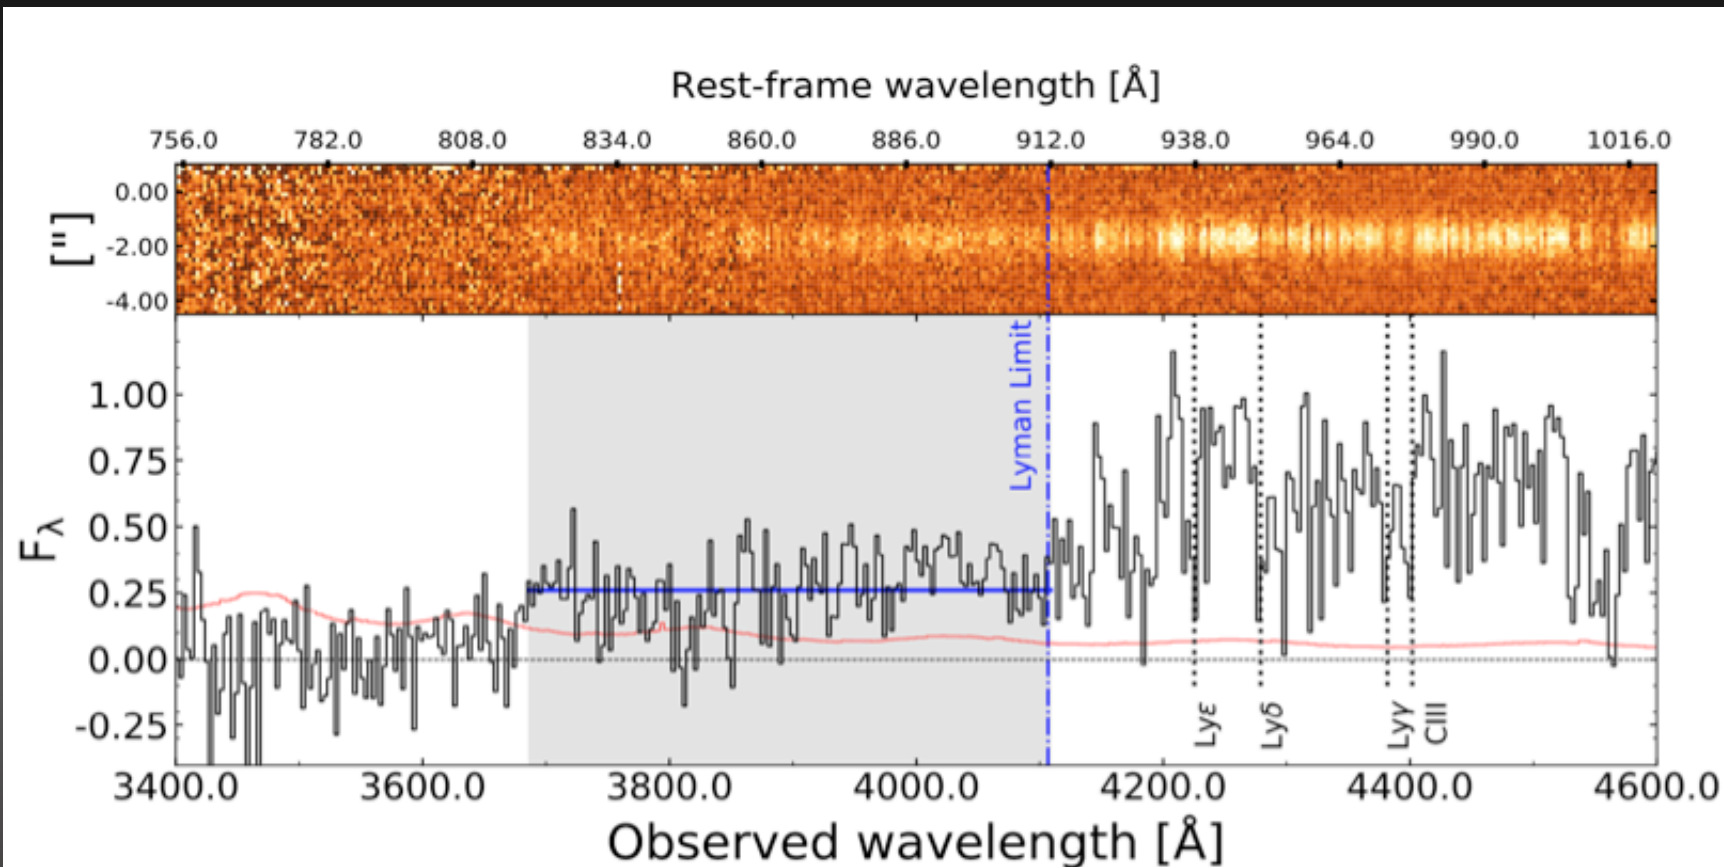 Rest-frame wavelength [Å]
756.0 782.0 808.0 834.0 860.0 886.0 912.0 938.0 964.0 990.0 1016.0
["]
0.00
-2.00
-4.00
Lyman Limit
Fλ
1.00
0.75
0.50
0.25
0.00
-0.25
Lyε
Lyδ
Lyγ
CIII
3400.0 3600.0 3800.0 4000.0 4200.0 4400.0 4600.0
Observed wavelength [Å]